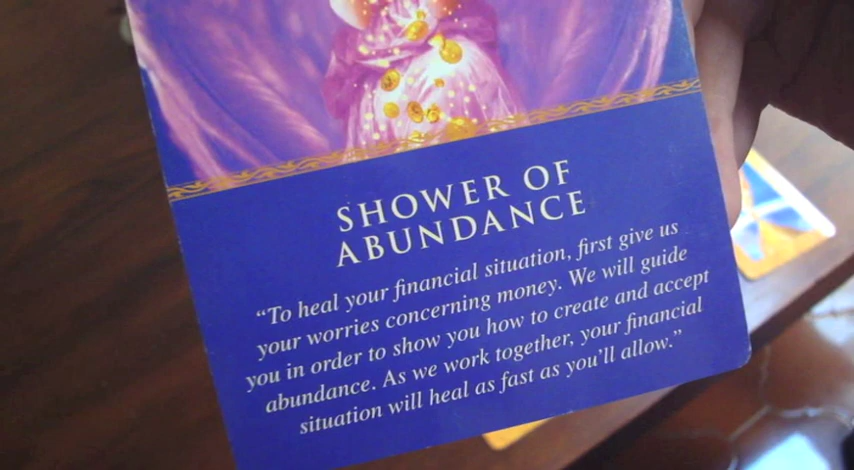 SHOWER OF
ABUNDANCE
“To heal your financial situation, first give us
your worries concerning money. We will guide
you in order to show you how to create and accept
abundance. As we work together, your financial
situation will heal as fast as you’ll allow.”